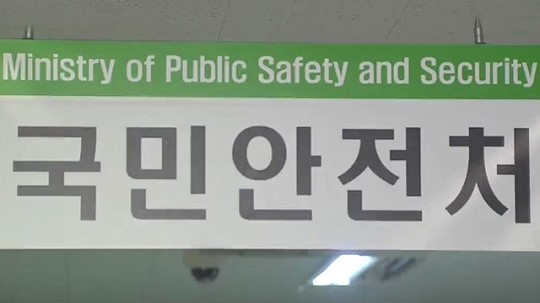 Ministry of Public Safety and Security
국민안전처